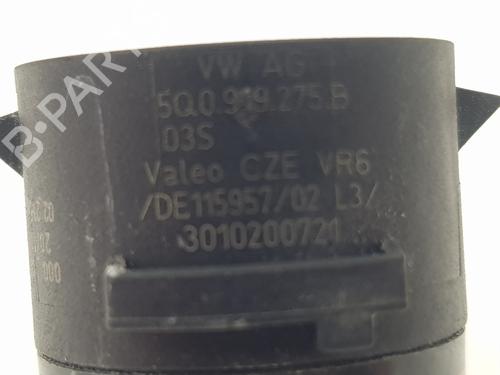 VW AG
5Q0.919.275.B
03S
Valeo CZE VR6
/DE115957/02 L3/
3010200721